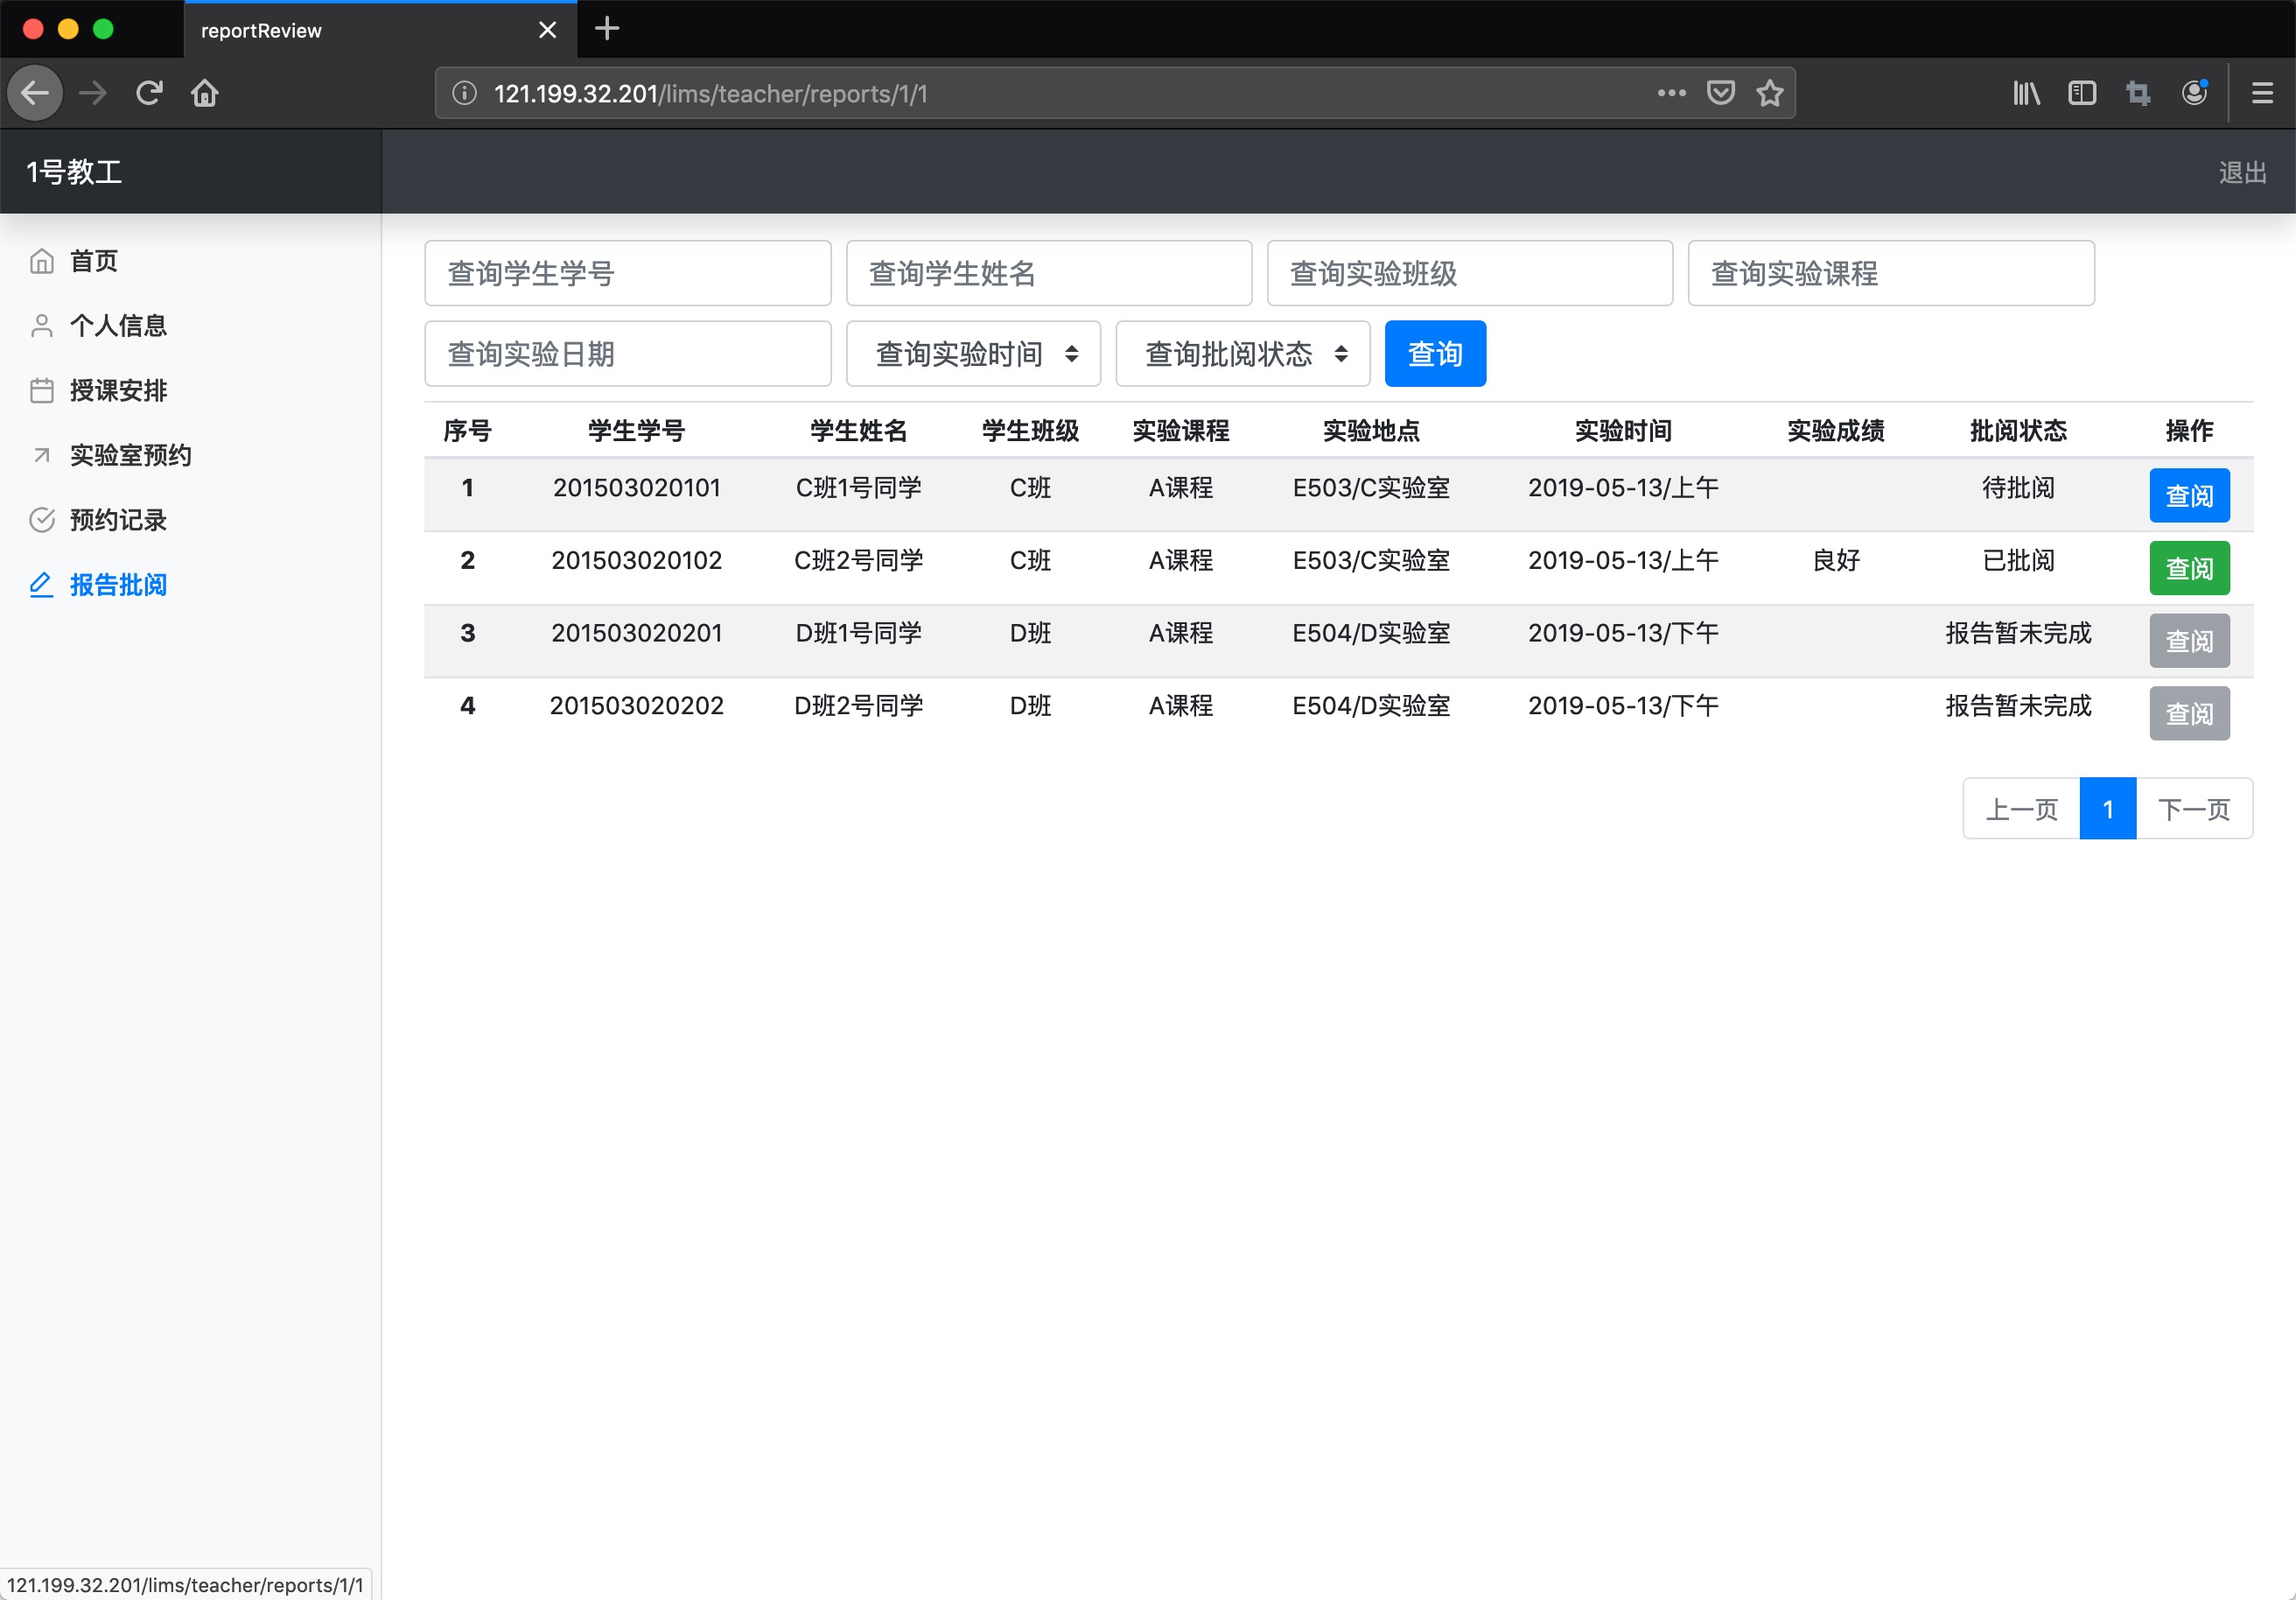 reportReview
121.199.32.201/lims/teacher/reports/1/1
1号教工
退出
首页
个人信息
授课安排
实验室预约
预约记录
报告批阅
查询学生学号 查询学生姓名 查询实验班级 查询实验课程
查询实验日期 查询实验时间 查询批阅状态 查询
序号 学生学号 学生姓名 学生班级 实验课程 实验地点 实验时间 实验成绩 批阅状态 操作
1 201503020101 C班1号同学 C班 A课程 E503/C实验室 2019-05-13/上午 待批阅 查阅
2 201503020102 C班2号同学 C班 A课程 E503/C实验室 2019-05-13/上午 良好 已批阅 查阅
3 201503020201 D班1号同学 D班 A课程 E504/D实验室 2019-05-13/下午 报告暂未完成 查阅
4 201503020202 D班2号同学 D班 A课程 E504/D实验室 2019-05-13/下午 报告暂未完成 查阅
上一页 1 下一页
121.199.32.201/lims/teacher/reports/1/1